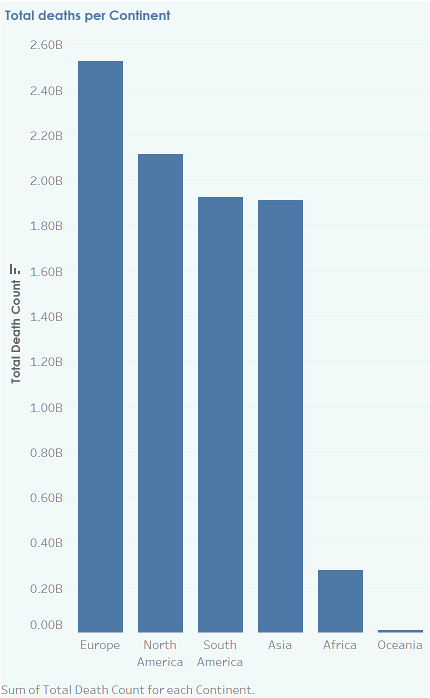 Total deaths per Continent
2.60B
2.40B
2.20B
2.00B
1.80B
1.60B
1.40B
1.20B
1.00B
0.80B
0.60B
0.40B
0.20B
0.00B
Total Death Count
Europe
North
America
South
America
Asia
Africa
Oceania
Sum of Total Death Count for each Continent.